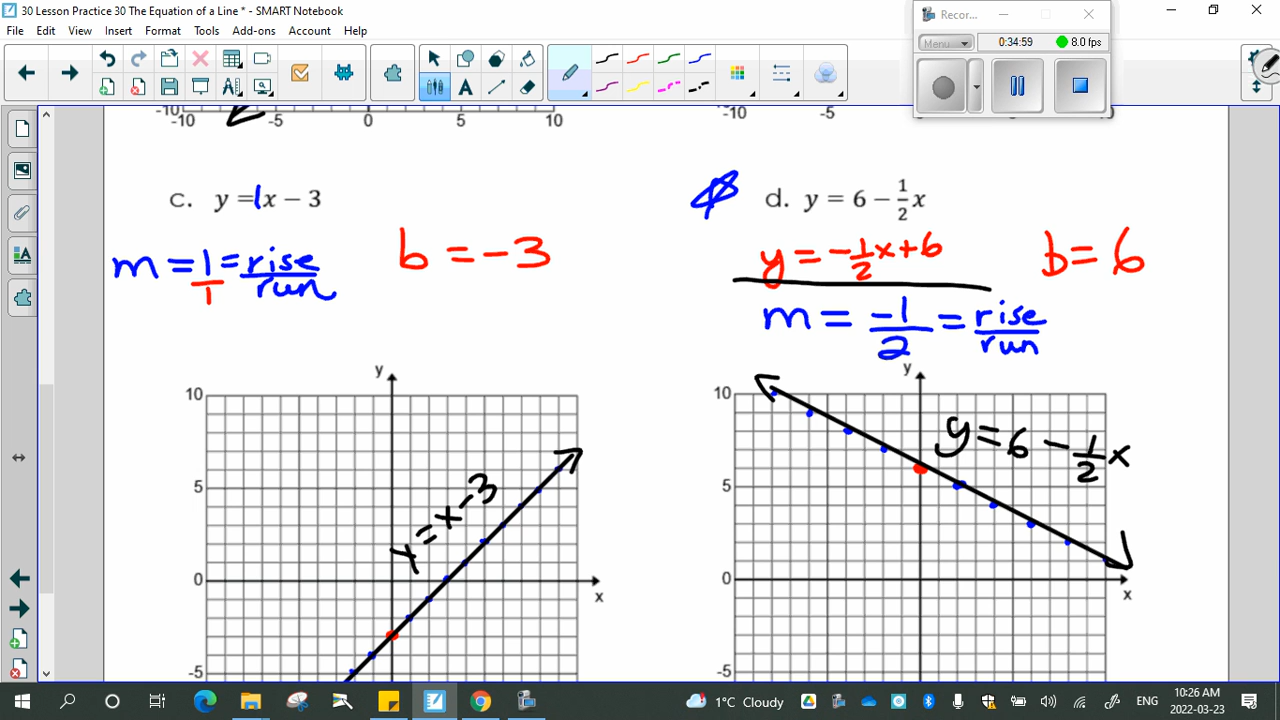 30 Lesson Practice 30 The Equation of a Line * - SMART Notebook
Recor...
File Edit View Insert Format Tools Add-ons Account Help
Menu 0:34:59 8.0 fps
-10
-10 -5 0 5 10
-10 -5
c. y = 1x − 3
d. y = 6 − 1/2 x
m = 1/1 = rise/run
b = -3
y = -1/2 x + 6
b = 6
m = -1/2 = rise/run
y
10
5
0
-5
x
y = x - 3
y
10
5
0
-5
x
y = 6 - 1/2 x
1°C Cloudy
ENG
10:26 AM
2022-03-23